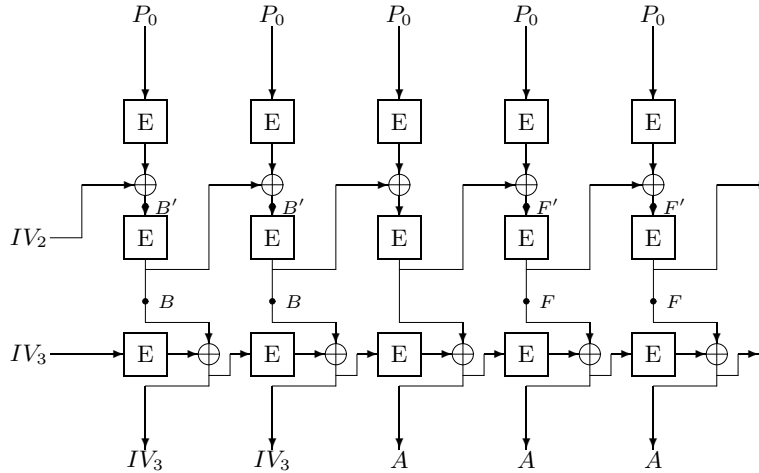 P₀ P₀ P₀ P₀ P₀
E E E E E
B′ B′ F′ F′
IV₂ E E E E E
B B F F
IV₃ E E E E E
IV₃ IV₃ A A A